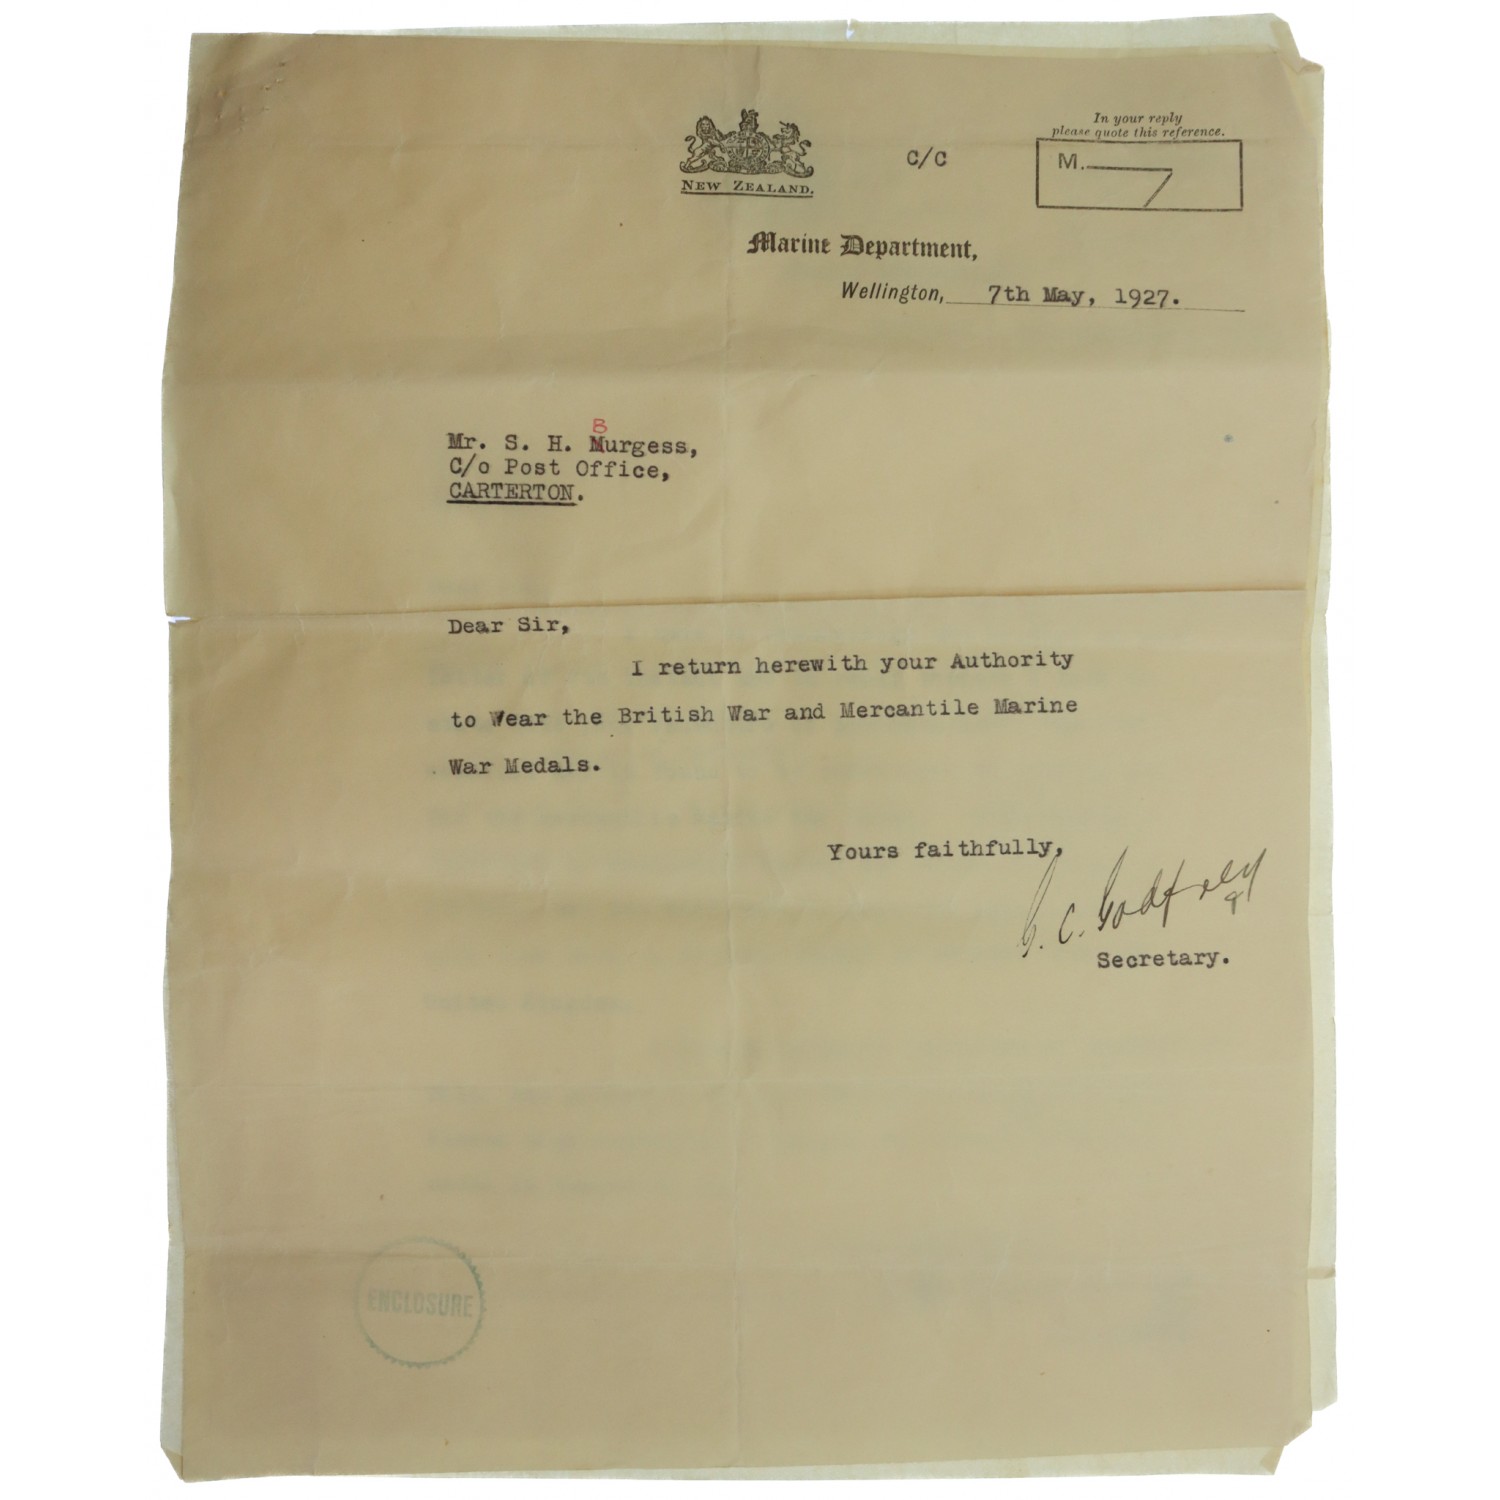 NEW ZEALAND.
C/C
In your reply
please quote this reference.
M.
Marine Department,
Wellington, 7th May, 1927.
B
Mr. S. H. Murgess,
C/o Post Office,
CARTERTON.
Dear Sir,
I return herewith your Authority
to Wear the British War and Mercantile Marine
War Medals.
Yours faithfully,
G. C. Godfrey
Secretary.
ENCLOSURE